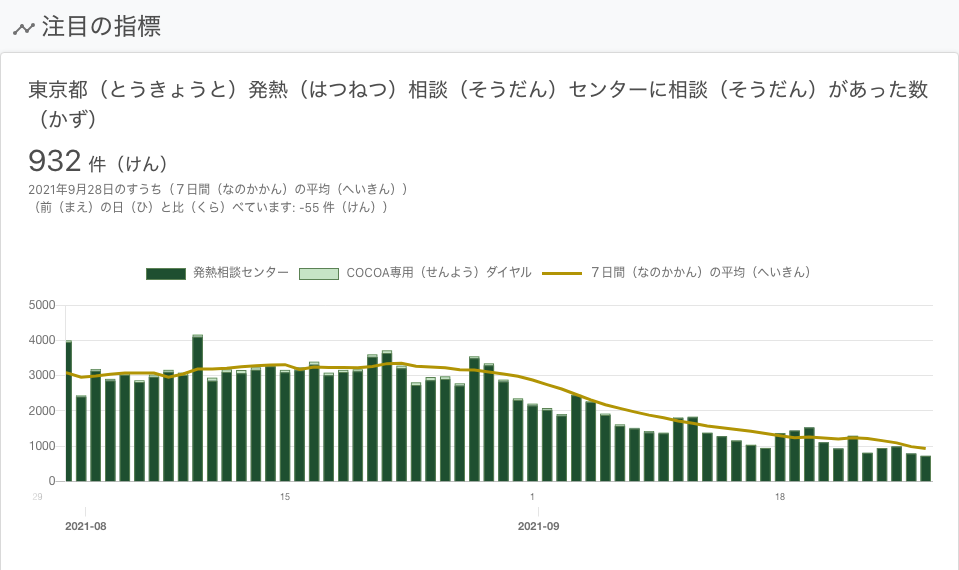 注目の指標
東京都（とうきょうと）発熱（はつねつ）相談（そうだん）センターに相談（そうだん）があった数
（かず）
932 件（けん）
2021年9月28日のすうち（７日間（なのかかん）の平均（へいきん））
（前（まえ）の日（ひ）と比（くら）べています: -55 件（けん））
発熱相談センター COCOA専用（せんよう）ダイヤル ７日間（なのかかん）の平均（へいきん）
5000
4000
3000
2000
1000
0
29 15 1 18
2021-08 2021-09